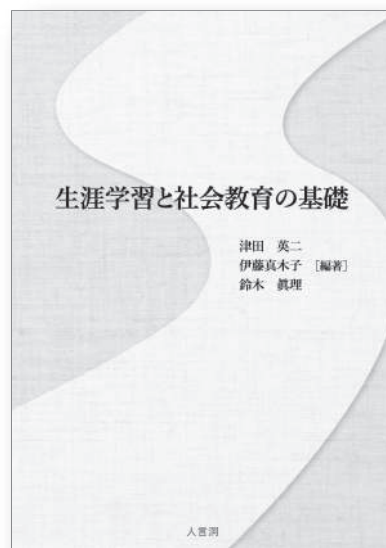 生涯学習と社会教育の基礎
津田 英二
伊藤真木子 [編著]
鈴木 眞理
人言洞